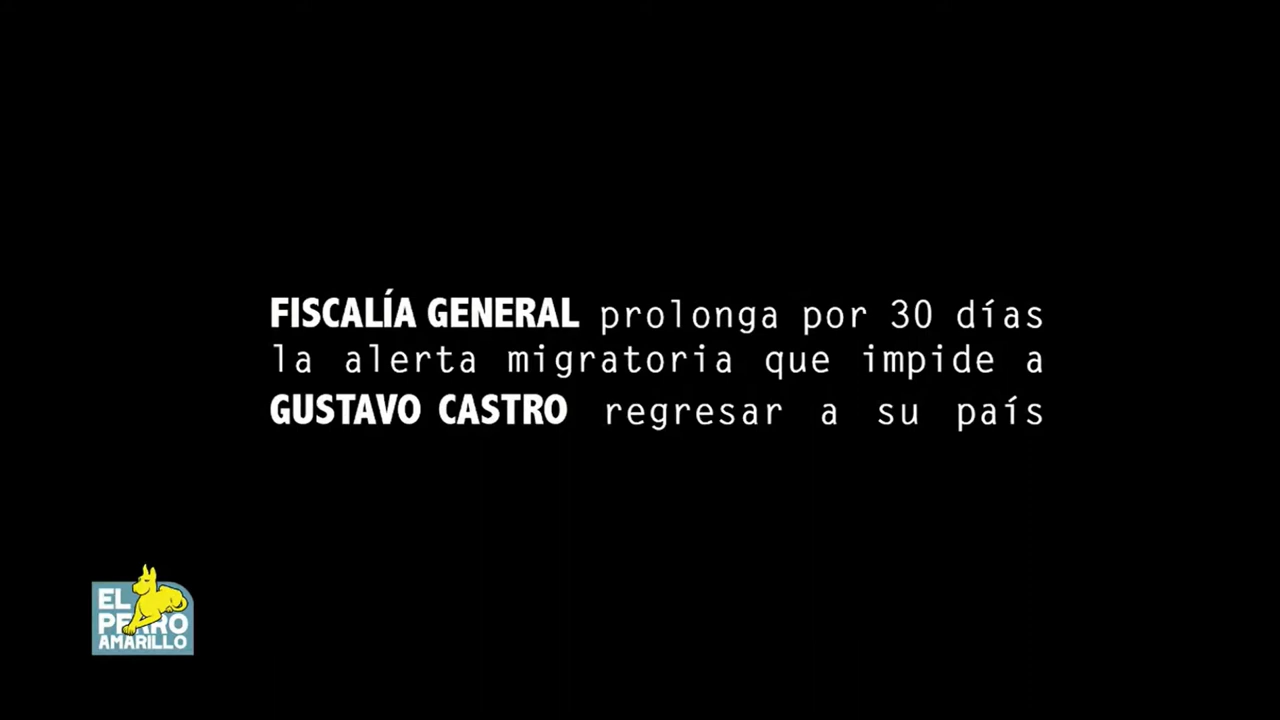 FISCALÍA GENERAL prolonga por 30 días
la alerta migratoria que impide a
GUSTAVO CASTRO regresar a su país
EL
PERRO
AMARILLO